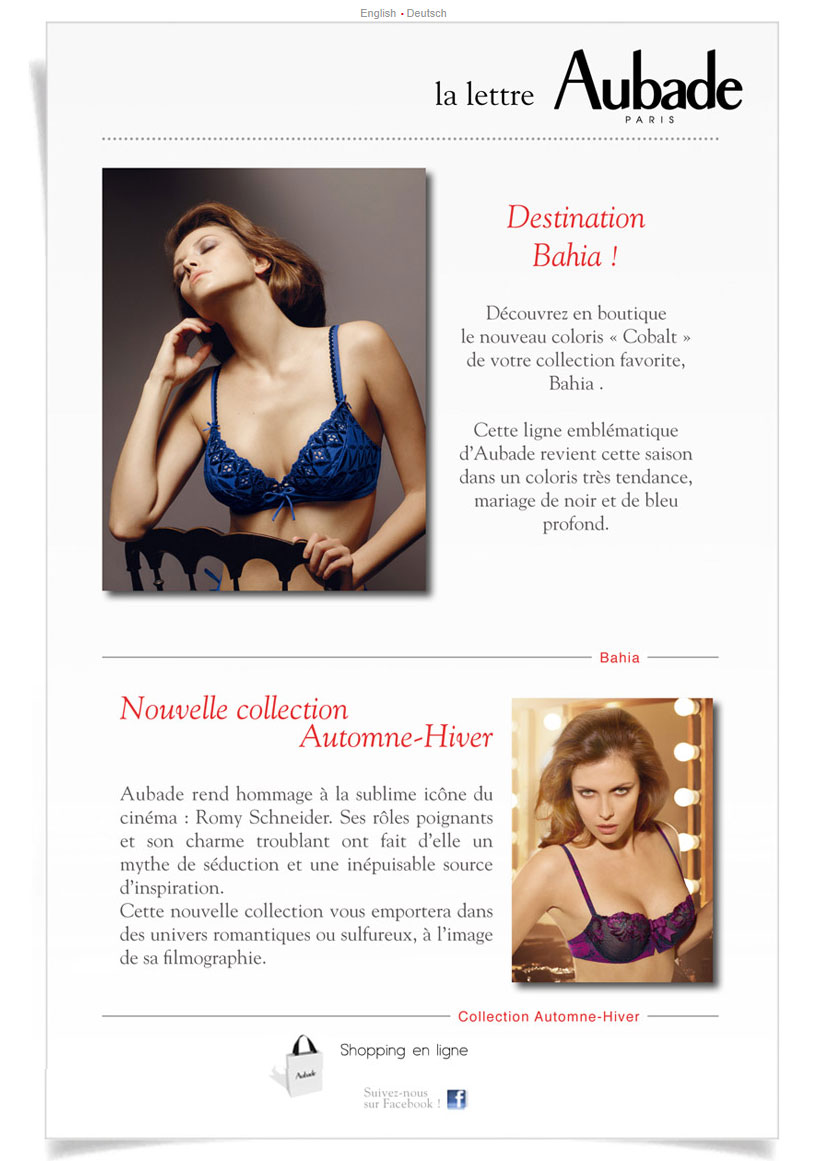 English • Deutsch
la lettre Aubade
PARIS
Destination
Bahia !
Découvrez en boutique
le nouveau coloris « Cobalt »
de votre collection favorite,
Bahia .
Cette ligne emblématique
d’Aubade revient cette saison
dans un coloris très tendance,
mariage de noir et de bleu
profond.
Bahia
Nouvelle collection
Automne-Hiver
Aubade rend hommage à la sublime icône du
cinéma : Romy Schneider. Ses rôles poignants
et son charme troublant ont fait d’elle un
mythe de séduction et une inépuisable source
d’inspiration.
Cette nouvelle collection vous emportera dans
des univers romantiques ou sulfureux, à l’image
de sa filmographie.
Collection Automne-Hiver
Aubade
Shopping en ligne
Suivez-nous
sur Facebook !
f